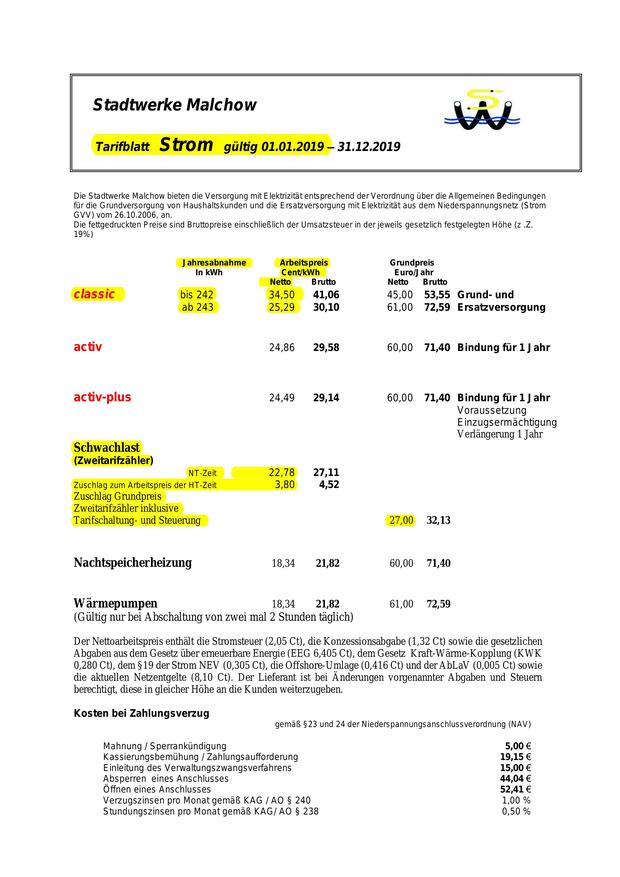 Stadtwerke Malchow
Tarifblatt Strom gültig 01.01.2019 – 31.12.2019
Die Stadtwerke Malchow bieten die Versorgung mit Elektrizität entsprechend der Verordnung über die Allgemeinen Bedingungen
für die Grundversorgung von Haushaltskunden und die Ersatzversorgung mit Elektrizität aus dem Niederspannungsnetz (Strom
GVV) vom 26.10.2006, an.
Die fettgedruckten Preise sind Bruttopreise einschließlich der Umsatzsteuer in der jeweils gesetzlich festgelegten Höhe (z .Z.
19%)
Jahresabnahme Arbeitspreis Grundpreis
In kWh Cent/kWh Euro/Jahr
Netto Brutto Netto Brutto
classic bis 242 34,50 41,06 45,00 53,55 Grund- und
ab 243 25,29 30,10 61,00 72,59 Ersatzversorgung
activ 24,86 29,58 60,00 71,40 Bindung für 1 Jahr
activ-plus 24,49 29,14 60,00 71,40 Bindung für 1 Jahr
Voraussetzung
Einzugsermächtigung
Verlängerung 1 Jahr
Schwachlast
(Zweitarifzähler)
NT-Zeit 22,78 27,11
Zuschlag zum Arbeitspreis der HT-Zeit 3,80 4,52
Zuschlag Grundpreis
Zweitarifzähler inklusive
Tarifschaltung- und Steuerung 27,00 32,13
Nachtspeicherheizung 18,34 21,82 60,00 71,40
Wärmepumpen 18,34 21,82 61,00 72,59
(Gültig nur bei Abschaltung von zwei mal 2 Stunden täglich)
Der Nettoarbeitspreis enthält die Stromsteuer (2,05 Ct), die Konzessionsabgabe (1,32 Ct) sowie die gesetzlichen
Abgaben aus dem Gesetz über erneuerbare Energie (EEG 6,405 Ct), dem Gesetz Kraft-Wärme-Kopplung (KWK
0,280 Ct), dem §19 der Strom NEV (0,305 Ct), die Offshore-Umlage (0,416 Ct) und der AbLaV (0,005 Ct) sowie
die aktuellen Netzentgelte (8,10 Ct). Der Lieferant ist bei Änderungen vorgenannter Abgaben und Steuern
berechtigt, diese in gleicher Höhe an die Kunden weiterzugeben.
Kosten bei Zahlungsverzug
gemäß §23 und 24 der Niederspannungsanschlussverordnung (NAV)
Mahnung / Sperrankündigung 5,00 €
Kassierungsbemühung / Zahlungsaufforderung 19,15 €
Einleitung des Verwaltungszwangsverfahrens 15,00 €
Absperren eines Anschlusses 44,04 €
Öffnen eines Anschlusses 52,41 €
Verzugszinsen pro Monat gemäß KAG / AO § 240 1,00 %
Stundungszinsen pro Monat gemäß KAG/ AO § 238 0,50 %